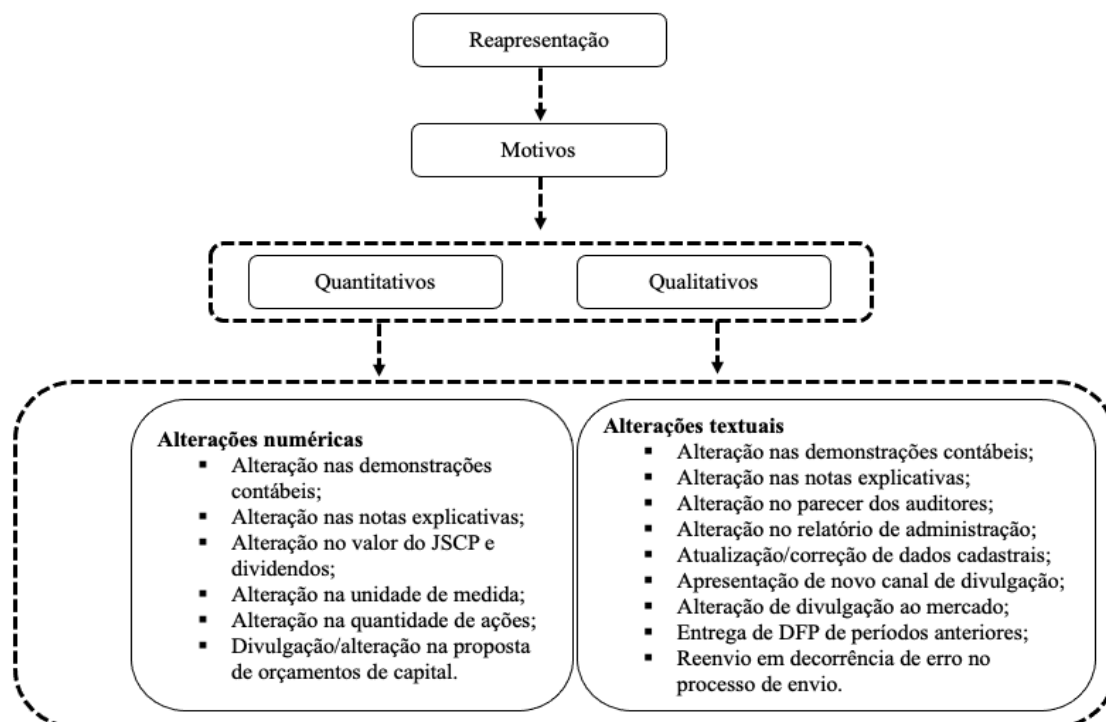 Reapresentação
Motivos
Quantitativos
Qualitativos
Alterações numéricas
▪ Alteração nas demonstrações
contábeis;
▪ Alteração nas notas explicativas;
▪ Alteração no valor do JSCP e
dividendos;
▪ Alteração na unidade de medida;
▪ Alteração na quantidade de ações;
▪ Divulgação/alteração na proposta
de orçamentos de capital.
Alterações textuais
▪ Alteração nas demonstrações contábeis;
▪ Alteração nas notas explicativas;
▪ Alteração no parecer dos auditores;
▪ Alteração no relatório de administração;
▪ Atualização/correção de dados cadastrais;
▪ Apresentação de novo canal de divulgação;
▪ Alteração de divulgação ao mercado;
▪ Entrega de DFP de períodos anteriores;
▪ Reenvio em decorrência de erro no
processo de envio.